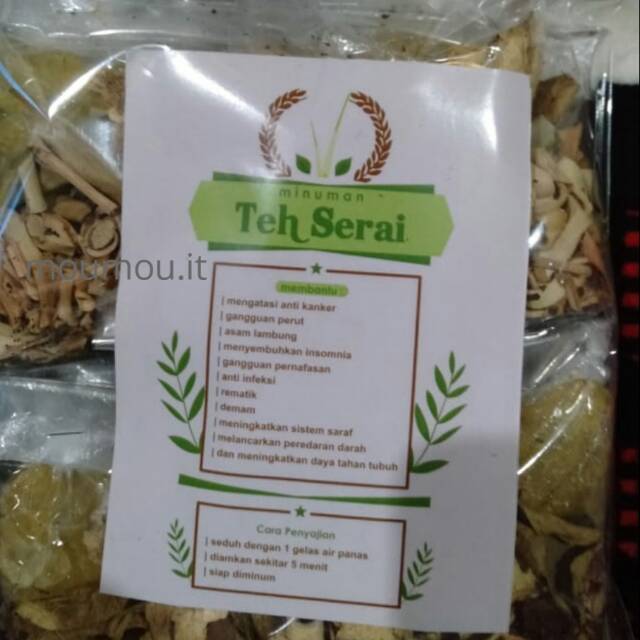 minuman
Teh Serai
moumou.it
membantu :
| mengatasi anti kanker
| gangguan perut
| asam lambung
| menyembuhkan insomnia
| gangguan pernafasan
| anti infeksi
| rematik
| demam
| meningkatkan sistem saraf
| melancarkan peredaran darah
| dan meningkatkan daya tahan tubuh
Cara Penyajian
| seduh dengan 1 gelas air panas
| diamkan sekitar 5 menit
| siap diminum